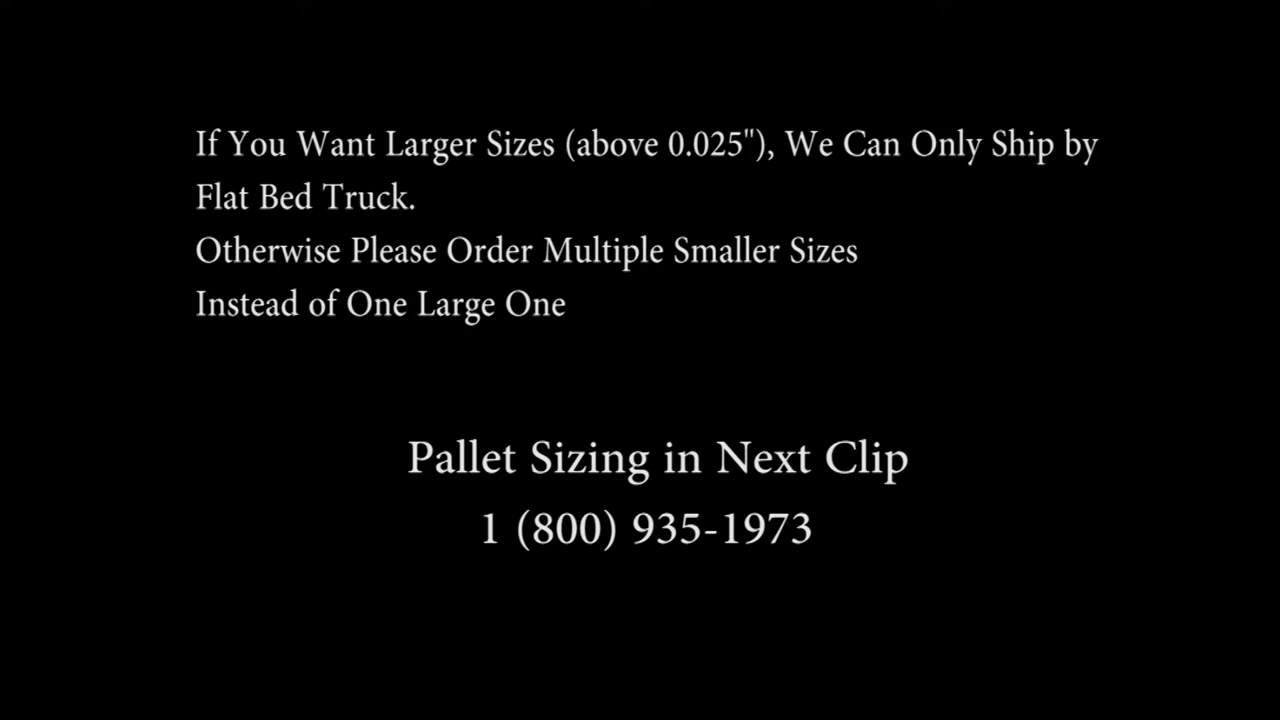 If You Want Larger Sizes (above 0.025"), We Can Only Ship by
Flat Bed Truck.
Otherwise Please Order Multiple Smaller Sizes
Instead of One Large One
Pallet Sizing in Next Clip
1 (800) 935-1973